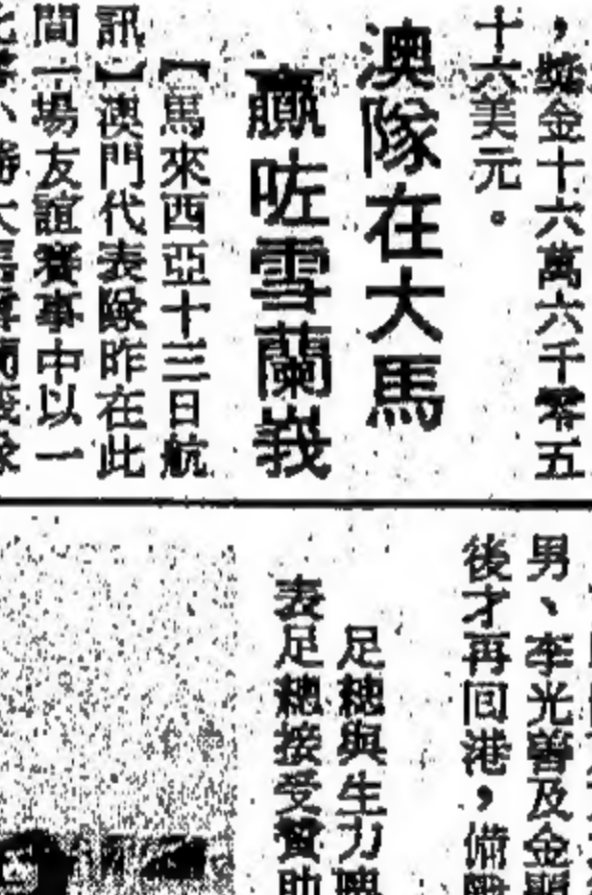 ，獎金十六萬六千零五
十六美元。
澳隊在大馬
贏咗雪蘭莪
【馬來西亞十三日航
訊】澳門代表隊昨在此
間一場友誼賽事中以一
男、李光善及金
後才再回港，備戰
足總與生力
表足總接受贊助